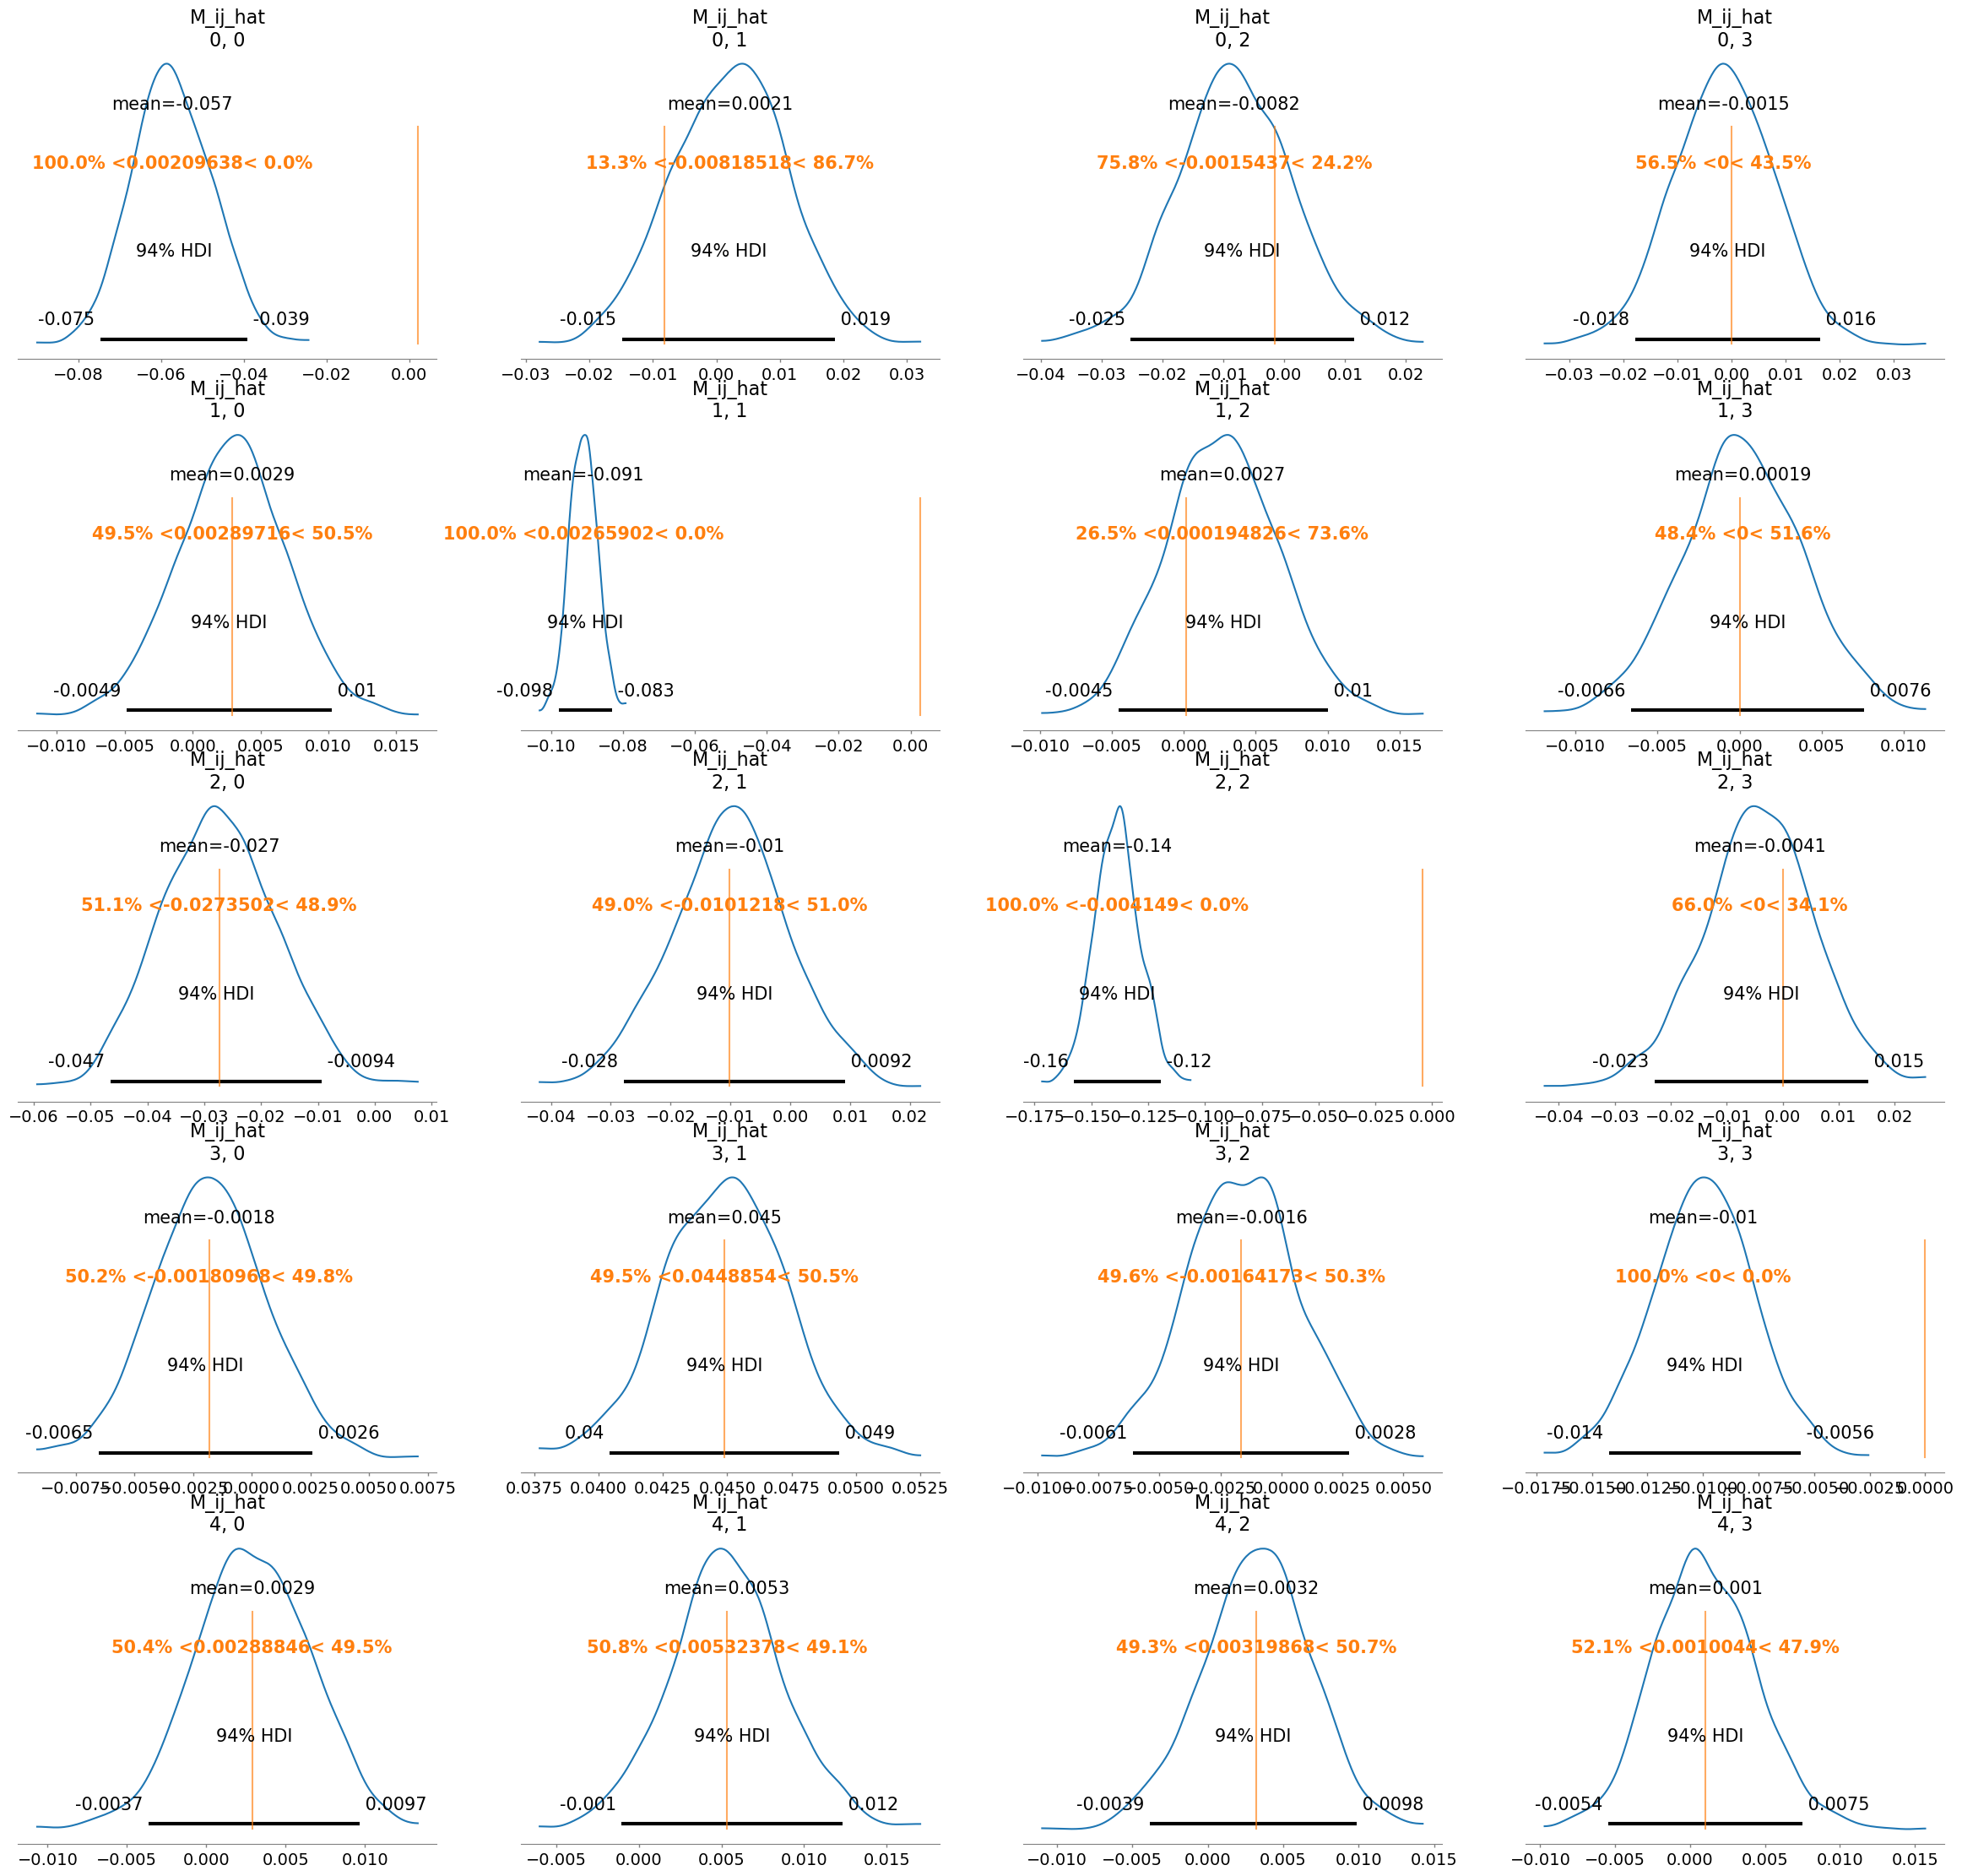 M_ij_hat
0, 0
mean=-0.057
100.0% <0.00209638< 0.0%
94% HDI
-0.075
-0.039
−0.08 −0.06 −0.04 −0.02 0.00
M_ij_hat
0, 1
mean=0.0021
13.3% <-0.00818518< 86.7%
94% HDI
-0.015
0.019
−0.03 −0.02 −0.01 0.00 0.01 0.02 0.03
M_ij_hat
0, 2
mean=-0.0082
75.8% <-0.0015437< 24.2%
94% HDI
-0.025
0.012
−0.04 −0.03 −0.02 −0.01 0.00 0.01 0.02
M_ij_hat
0, 3
mean=-0.0015
56.5% <0< 43.5%
94% HDI
-0.018
0.016
−0.03 −0.02 −0.01 0.00 0.01 0.02 0.03
M_ij_hat
1, 0
mean=0.0029
49.5% <0.00289716< 50.5%
94% HDI
-0.0049
0.01
−0.010 −0.005 0.000 0.005 0.010 0.015
M_ij_hat
1, 1
mean=-0.091
100.0% <0.00265902< 0.0%
94% HDI
-0.098
-0.083
−0.10 −0.08 −0.06 −0.04 −0.02 0.00
M_ij_hat
1, 2
mean=0.0027
26.5% <0.000194826< 73.6%
94% HDI
-0.0045
0.01
−0.010 −0.005 0.000 0.005 0.010 0.015
M_ij_hat
1, 3
mean=0.00019
48.4% <0< 51.6%
94% HDI
-0.0066
0.0076
−0.010 −0.005 0.000 0.005 0.010
M_ij_hat
2, 0
mean=-0.027
51.1% <-0.0273502< 48.9%
94% HDI
-0.047
-0.0094
−0.06 −0.05 −0.04 −0.03 −0.02 −0.01 0.00 0.01
M_ij_hat
2, 1
mean=-0.01
49.0% <-0.0101218< 51.0%
94% HDI
-0.028
0.0092
−0.04 −0.03 −0.02 −0.01 0.00 0.01 0.02
M_ij_hat
2, 2
mean=-0.14
100.0% <-0.004149< 0.0%
94% HDI
-0.16
-0.12
−0.175 −0.150 −0.125 −0.100 −0.075 −0.050 −0.025 0.000
M_ij_hat
2, 3
mean=-0.0041
66.0% <0< 34.1%
94% HDI
-0.023
0.015
−0.04 −0.03 −0.02 −0.01 0.00 0.01 0.02
M_ij_hat
3, 0
mean=-0.0018
50.2% <-0.00180968< 49.8%
94% HDI
-0.0065
0.0026
−0.0075 −0.0050 −0.0025 0.0000 0.0025 0.0050 0.0075
M_ij_hat
3, 1
mean=0.045
49.5% <0.0448854< 50.5%
94% HDI
0.04
0.049
0.0375 0.0400 0.0425 0.0450 0.0475 0.0500 0.0525
M_ij_hat
3, 2
mean=-0.0016
49.6% <-0.00164173< 50.3%
94% HDI
-0.0061
0.0028
−0.0100 −0.0075 −0.0050 −0.0025 0.0000 0.0025 0.0050
M_ij_hat
3, 3
mean=-0.01
100.0% <0< 0.0%
94% HDI
-0.014
-0.0056
−0.0175 −0.0150 −0.0125 −0.0100 −0.0075 −0.0050 −0.0025 0.0000
M_ij_hat
4, 0
mean=0.0029
50.4% <0.00288846< 49.5%
94% HDI
-0.0037
0.0097
−0.010 −0.005 0.000 0.005 0.010
M_ij_hat
4, 1
mean=0.0053
50.8% <0.00532378< 49.1%
94% HDI
-0.001
0.012
−0.005 0.000 0.005 0.010 0.015
M_ij_hat
4, 2
mean=0.0032
49.3% <0.00319868< 50.7%
94% HDI
-0.0039
0.0098
−0.010 −0.005 0.000 0.005 0.010 0.015
M_ij_hat
4, 3
mean=0.001
52.1% <0.0010044< 47.9%
94% HDI
-0.0054
0.0075
−0.010 −0.005 0.000 0.005 0.010 0.015